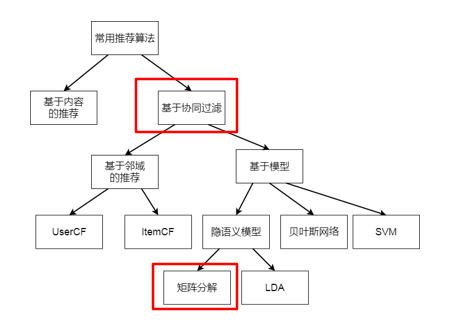 常用推荐算法
基于内容
的推荐
基于协同过滤
基于邻域
的推荐
基于模型
UserCF
ItemCF
隐语义模型
贝叶斯网络
SVM
矩阵分解
LDA